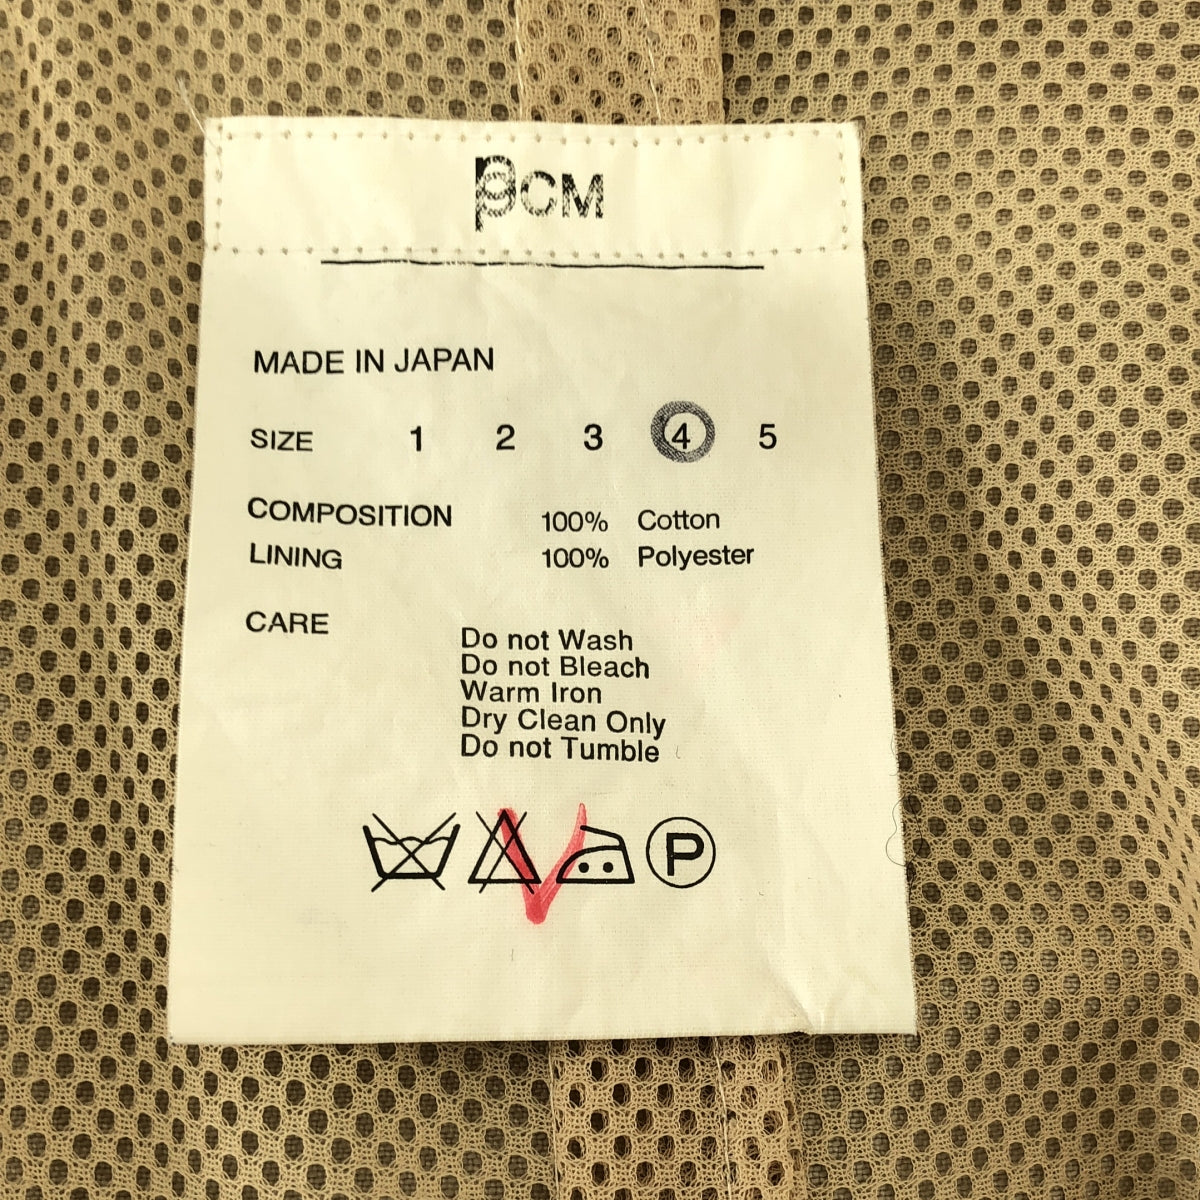 CM
MADE IN JAPAN
SIZE 1 2 3 4 5
COMPOSITION 100% Cotton
LINING 100% Polyester
CARE
Do not Wash
Do not Bleach
Warm Iron
Dry Clean Only
Do not Tumble
P